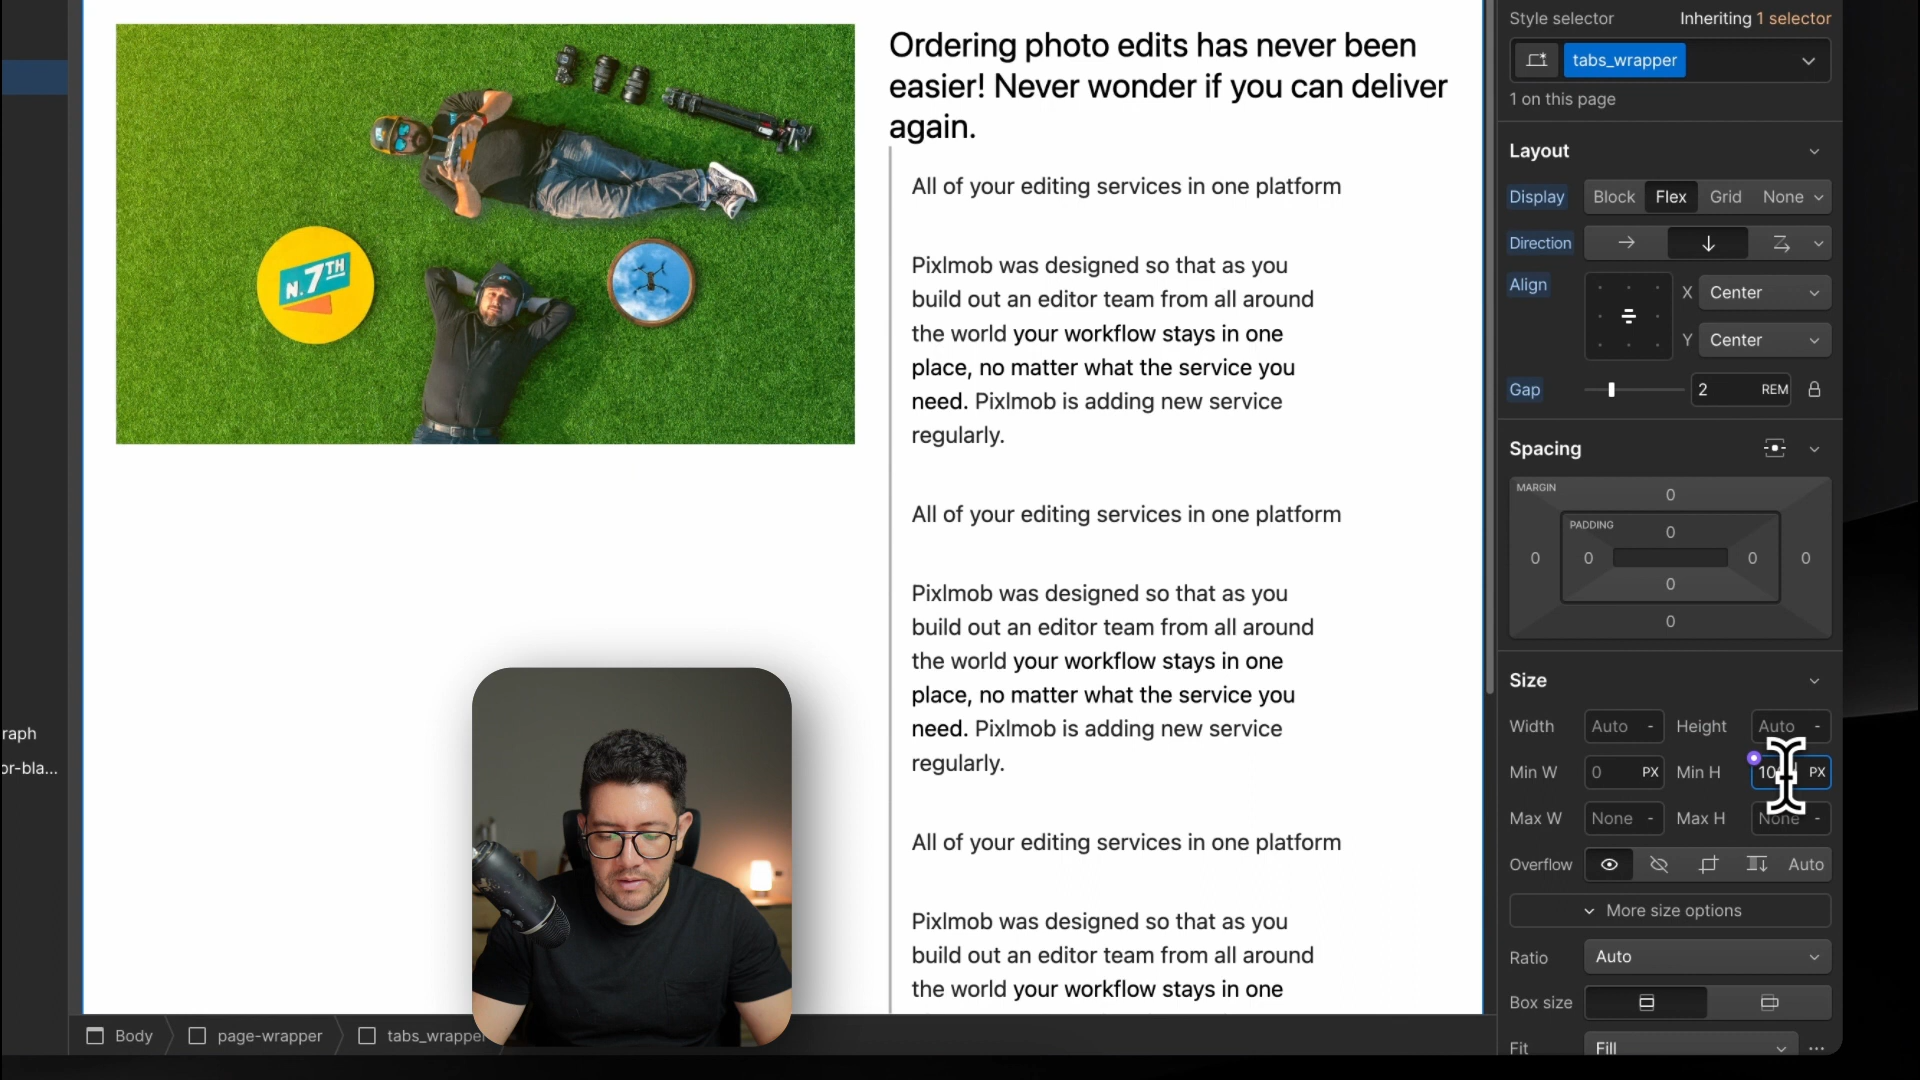 Ordering photo edits has never been
easier! Never wonder if you can deliver
again.
All of your editing services in one platform
Pixlmob was designed so that as you
build out an editor team from all around
the world your workflow stays in one
place, no matter what the service you
need. Pixlmob is adding new service
regularly.
All of your editing services in one platform
Pixlmob was designed so that as you
build out an editor team from all around
the world your workflow stays in one
place, no matter what the service you
need. Pixlmob is adding new service
regularly.
All of your editing services in one platform
Pixlmob was designed so that as you
build out an editor team from all around
the world your workflow stays in one
N. 7TH
raph
or-bla...
Body page-wrapper tabs_wrapper
Style selector Inheriting 1 selector
tabs_wrapper
1 on this page
Layout
Display Block Flex Grid None
Direction
Align X Center
Y Center
Gap 2 REM
Spacing
MARGIN 0
PADDING 0
0 0 0 0
0
0
Size
Width Auto - Height Auto -
Min W 0 PX Min H PX
Max W None - Max H None -
Overflow Auto
More size options
Ratio Auto
Box size
Fit Fill